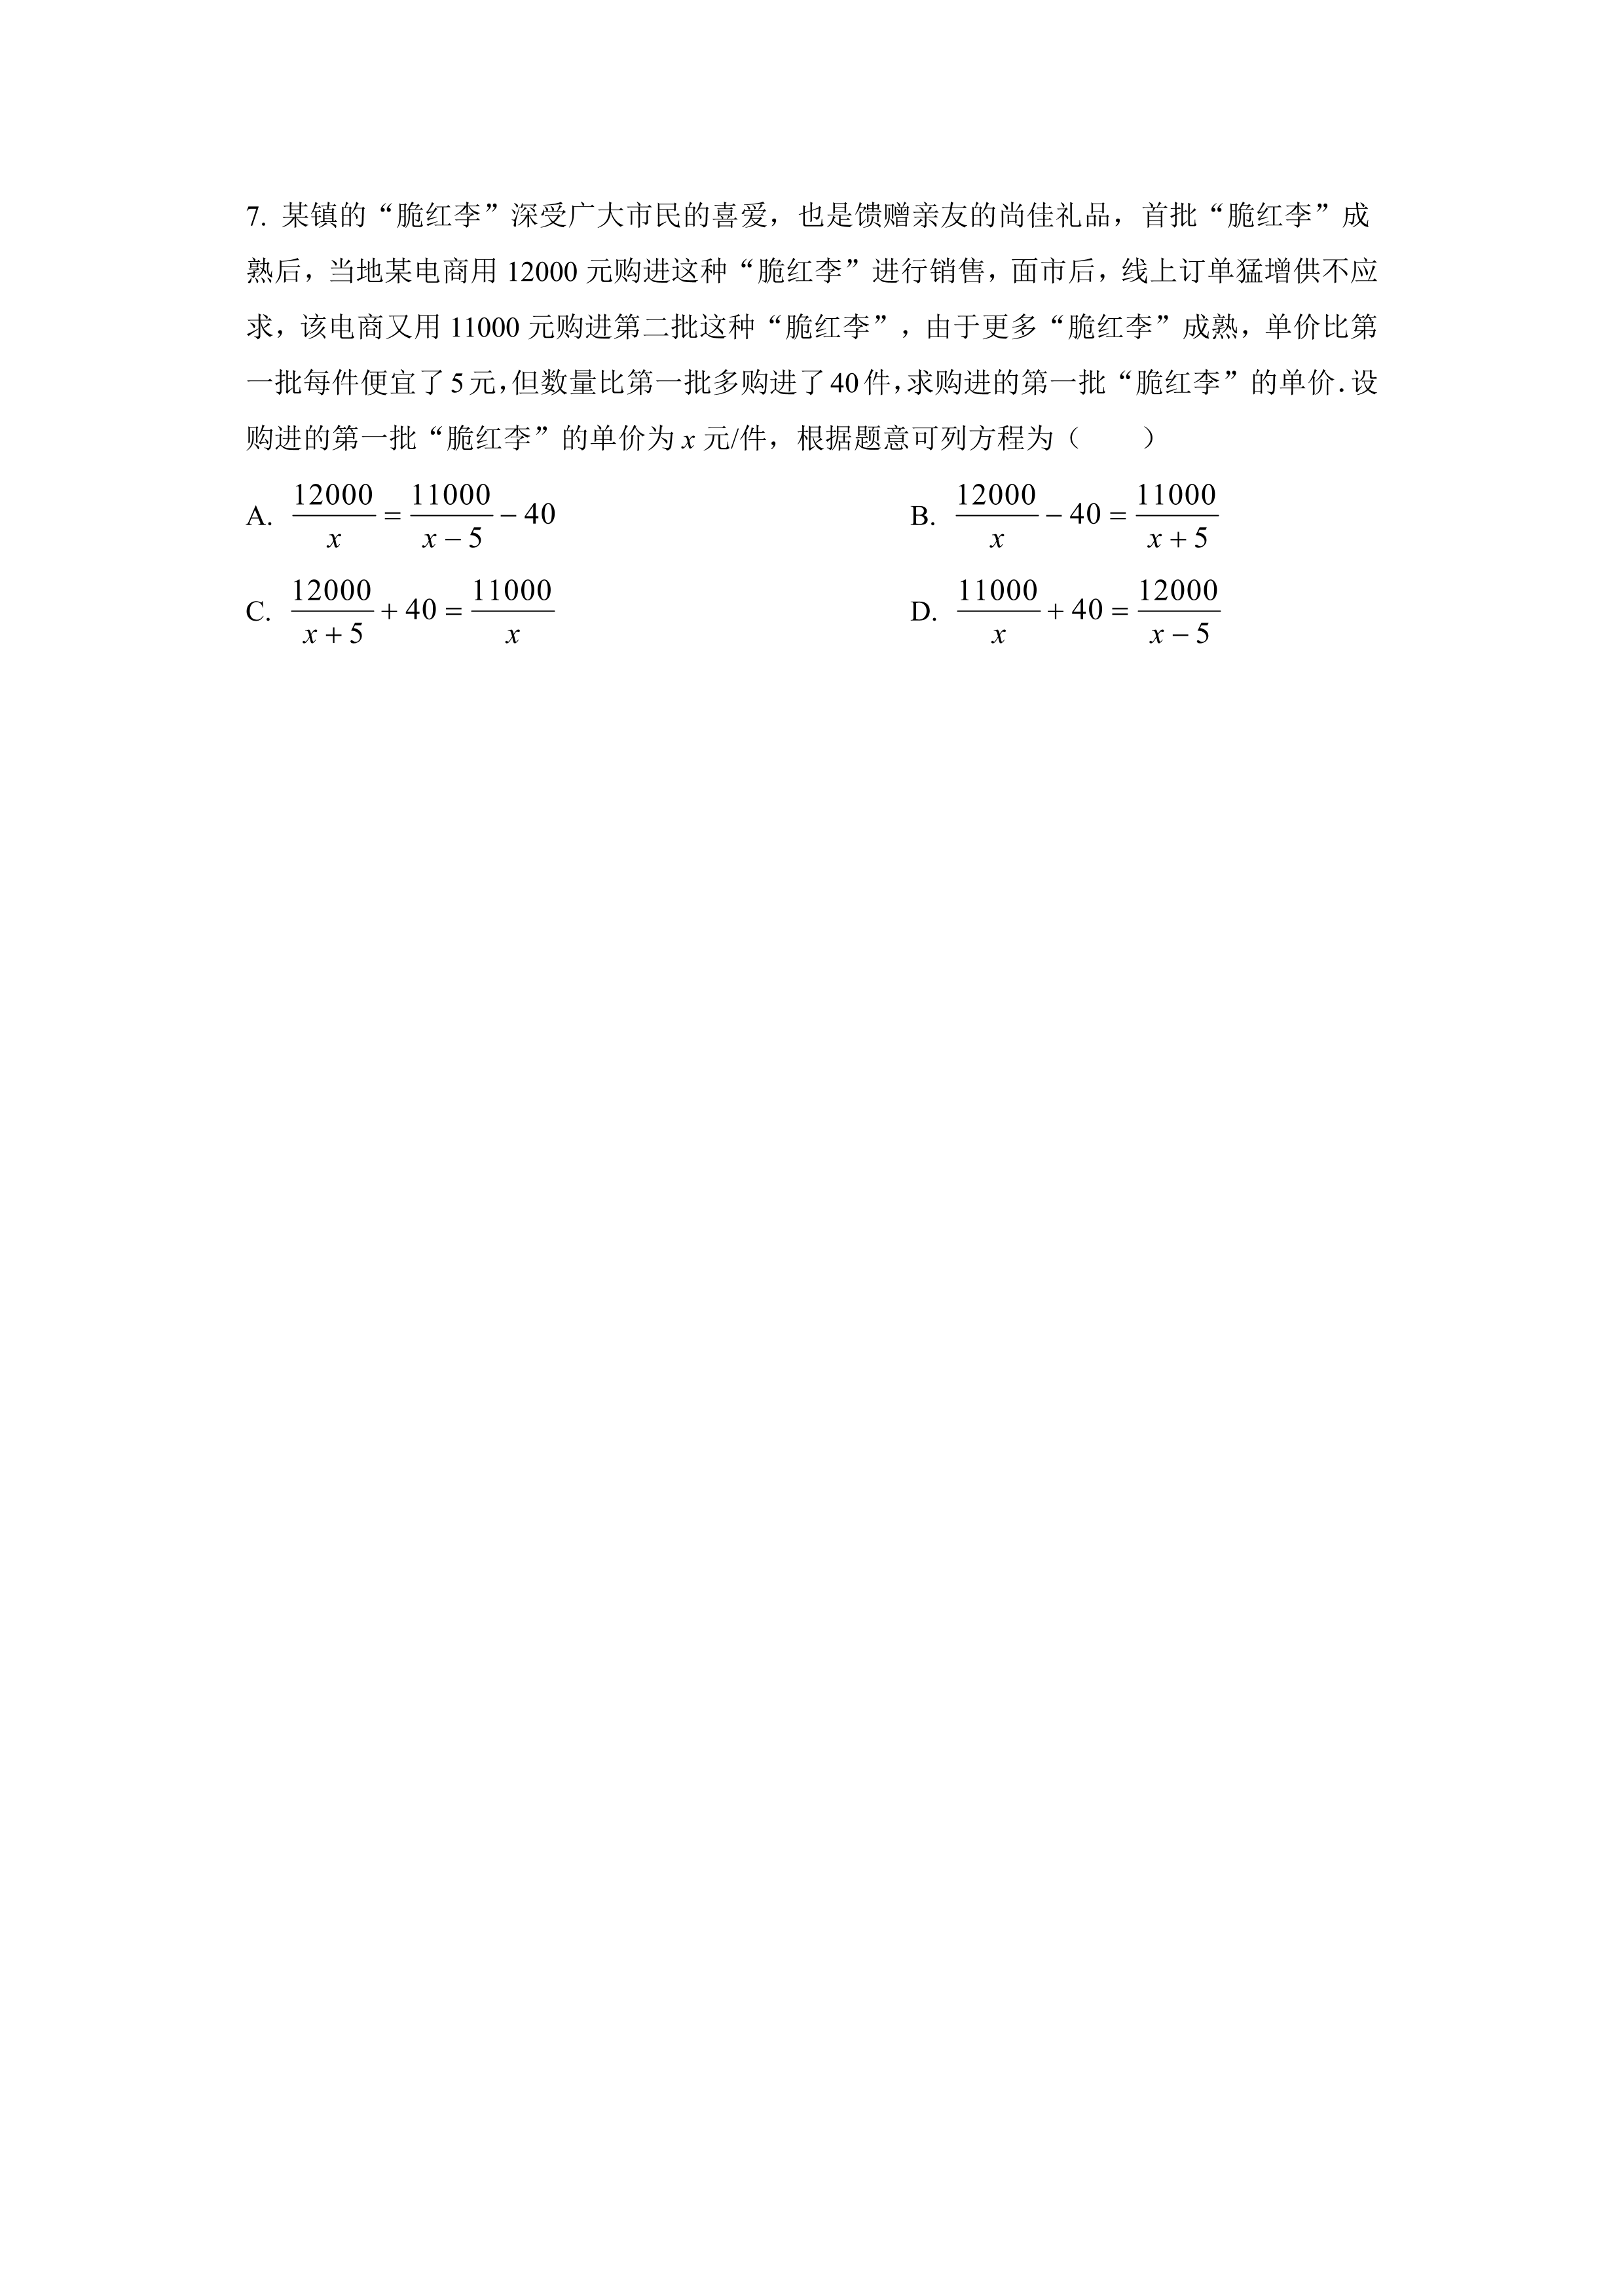 7. 某镇的“脆红李”深受广大市民的喜爱，也是馈赠亲友的尚佳礼品，首批“脆红李”成
熟后，当地某电商用 12000 元购进这种“脆红李”进行销售，面市后，线上订单猛增供不应
求，该电商又用 11000 元购进第二批这种“脆红李”，由于更多“脆红李”成熟，单价比第
一批每件便宜了 5 元，但数量比第一批多购进了 40 件，求购进的第一批“脆红李”的单价．设
购进的第一批“脆红李”的单价为 x 元/件，根据题意可列方程为（　　）
A. \frac{12000}{x} = \frac{11000}{x-5} - 40 B. \frac{12000}{x} - 40 = \frac{11000}{x+5}
C. \frac{12000}{x+5} + 40 = \frac{11000}{x} D. \frac{11000}{x} + 40 = \frac{12000}{x-5}